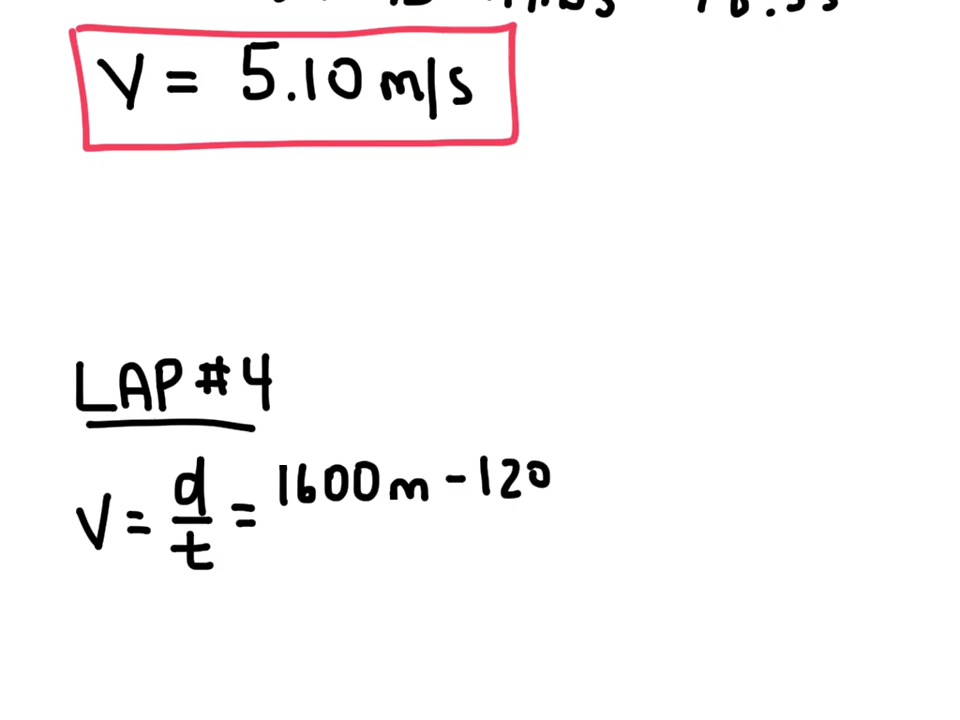 V = 5.10 m/s
LAP #4
V = d/t = 1600 m - 120